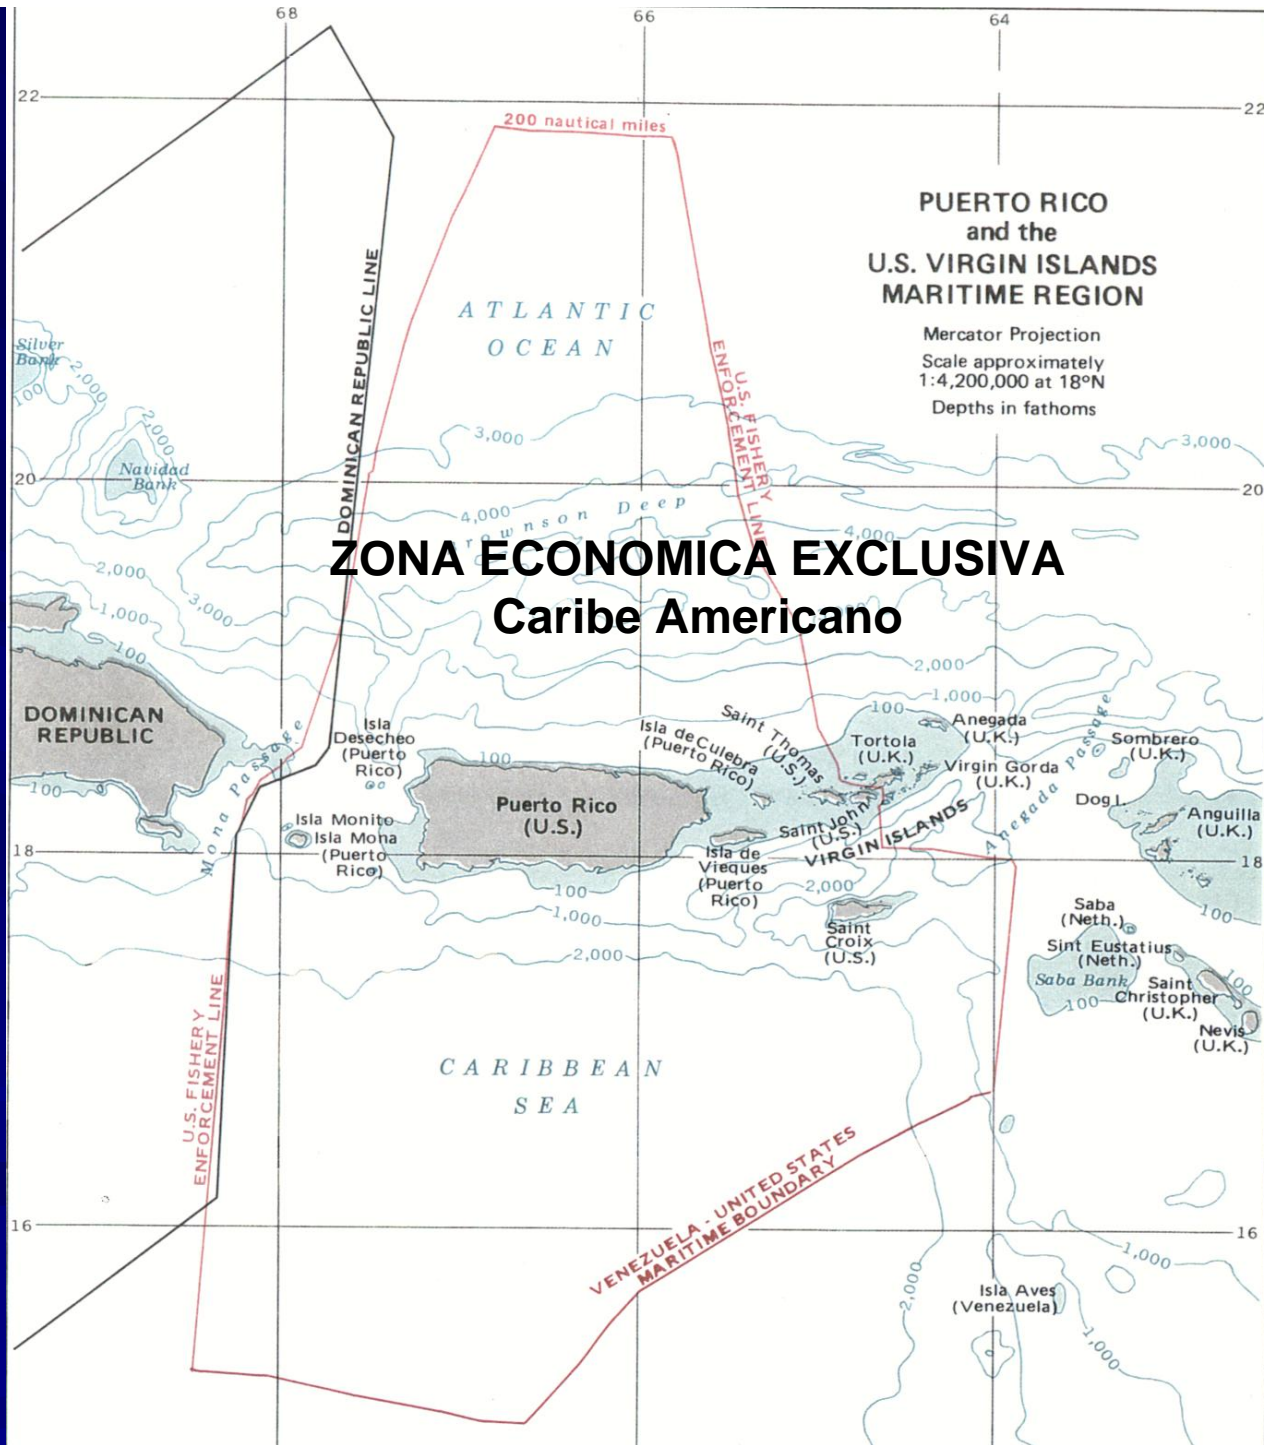 68
66
64
22
22
200 nautical miles
PUERTO RICO
and the
U.S. VIRGIN ISLANDS
MARITIME REGION
Mercator Projection
Scale approximately
1:4,200,000 at 18°N
Depths in fathoms
DOMINICAN REPUBLIC LINE
ATLANTIC
OCEAN
U.S. FISHERY
ENFORCEMENT LINE
Silver
Bank
100
2,000
2,000
Navidad
Bank
3,000
3,000
20
20
4,000
Brownson Deep
4,000
ZONA ECONOMICA EXCLUSIVA
Caribe Americano
2,000
3,000
1,000
100
2,000
1,000
100
DOMINICAN
REPUBLIC
100
Mona Passage
Isla
Desecheo
(Puerto
Rico)
100
Isla de Culebra
(Puerto Rico)
Saint Thomas
(U.S.)
Tortola
(U.K.)
Anegada
(U.K.)
Virgin Gorda
(U.K.)
Anegada Passage
Sombrero
(U.K.)
Dog I.
Anguilla
(U.K.)
Puerto Rico
(U.S.)
Isla Monito
Isla Mona
(Puerto
Rico)
Saint John
(U.S.)
VIRGIN ISLANDS
18
18
Isla de
Vieques
(Puerto
Rico)
2,000
100
1,000
2,000
Saint
Croix
(U.S.)
100
Saba
(Neth.)
Sint Eustatius
(Neth.)
Saba Bank
100
Saint
Christopher
(U.K.)
100
Nevis
(U.K.)
U.S. FISHERY
ENFORCEMENT LINE
CARIBBEAN
SEA
VENEZUELA - UNITED STATES
MARITIME BOUNDARY
16
16
2,000
1,000
Isla Aves
(Venezuela)
1,000